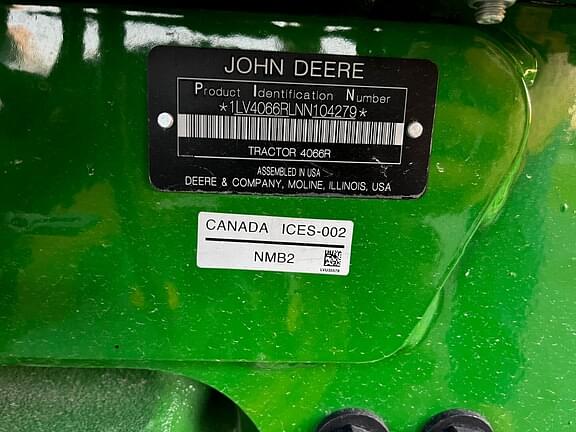 JOHN DEERE
Product Identification Number
*1LV4066RLNN104279*
TRACTOR 4066R
ASSEMBLED IN USA
DEERE & COMPANY, MOLINE, ILLINOIS, USA
CANADA ICES-002
NMB2